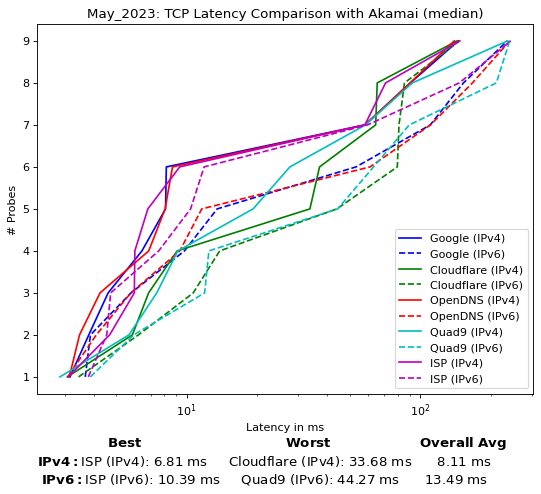 May_2023: TCP Latency Comparison with Akamai (median)
# Probes
9
8
7
6
5
4
3
2
1
Google (IPv4)
Google (IPv6)
Cloudflare (IPv4)
Cloudflare (IPv6)
OpenDNS (IPv4)
OpenDNS (IPv6)
Quad9 (IPv4)
Quad9 (IPv6)
ISP (IPv4)
ISP (IPv6)
10¹ 10²
Latency in ms
Best Worst Overall Avg
IPv4: ISP (IPv4): 6.81 ms Cloudflare (IPv4): 33.68 ms 8.11 ms
IPv6: ISP (IPv6): 10.39 ms Quad9 (IPv6): 44.27 ms 13.49 ms